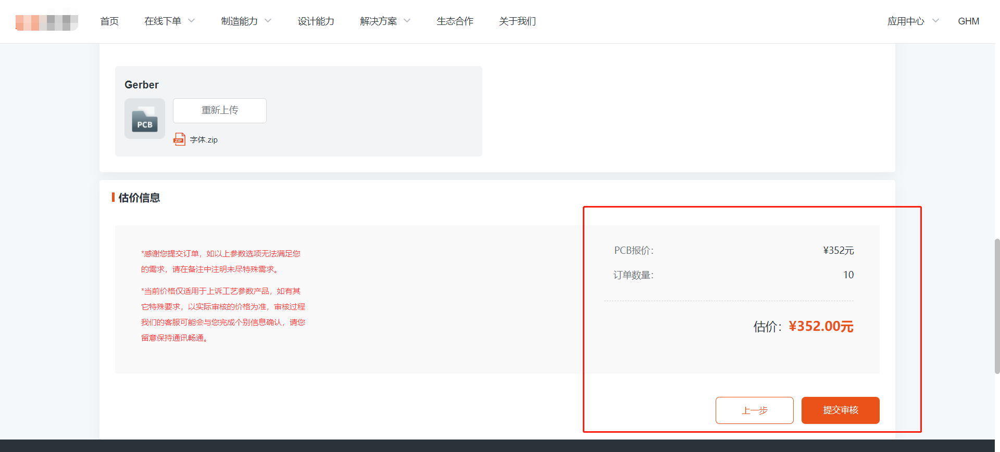 首页 在线下单 制造能力 设计能力 解决方案 生态合作 关于我们 应用中心 GHM
Gerber
PCB
重新上传
ZIP 字体.zip
估价信息
*感谢您提交订单，如以上参数选项无法满足您
的需求，请在备注中注明未尽特殊需求。
*当前价格仅适用于上诉工艺参数产品，如有其
它特殊要求，以实际审核的价格为准，审核过程
我们的客服可能会与您完成个别信息确认，请您
留意保持通讯畅通。
PCB报价： ¥352元
订单数量： 10
估价：¥352.00元
上一步 提交审核